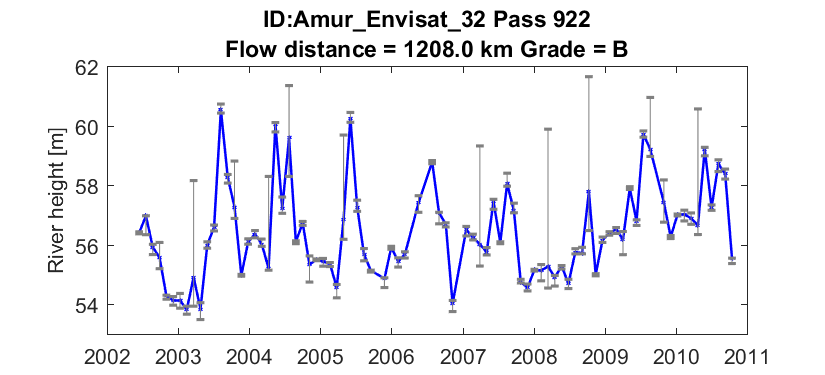 ID:Amur_Envisat_32 Pass 922
Flow distance = 1208.0 km Grade = B
River height [m]
62
60
58
56
54
2002 2003 2004 2005 2006 2007 2008 2009 2010 2011